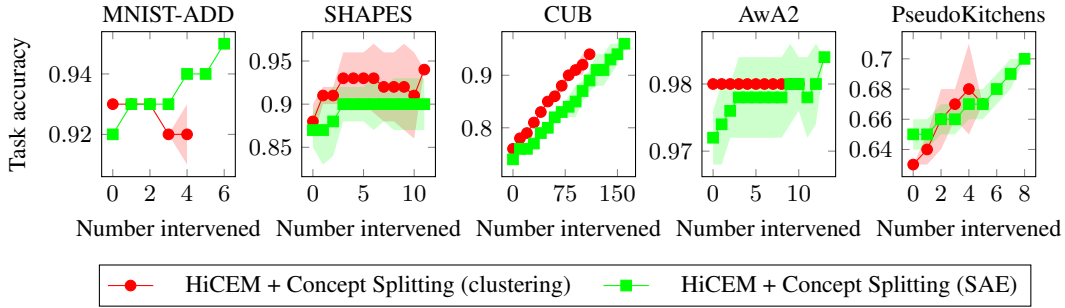 MNIST-ADD SHAPES CUB AwA2 PseudoKitchens
Task accuracy
0.94
0.92
0 2 4 6
0.95
0.9
0.85
0 5 10
0.9
0.8
0 75 150
0.98
0.97
0 5 10
0.7
0.68
0.66
0.64
0 2 4 6 8
Number intervened Number intervened Number intervened Number intervened Number intervened
HiCEM + Concept Splitting (clustering) HiCEM + Concept Splitting (SAE)